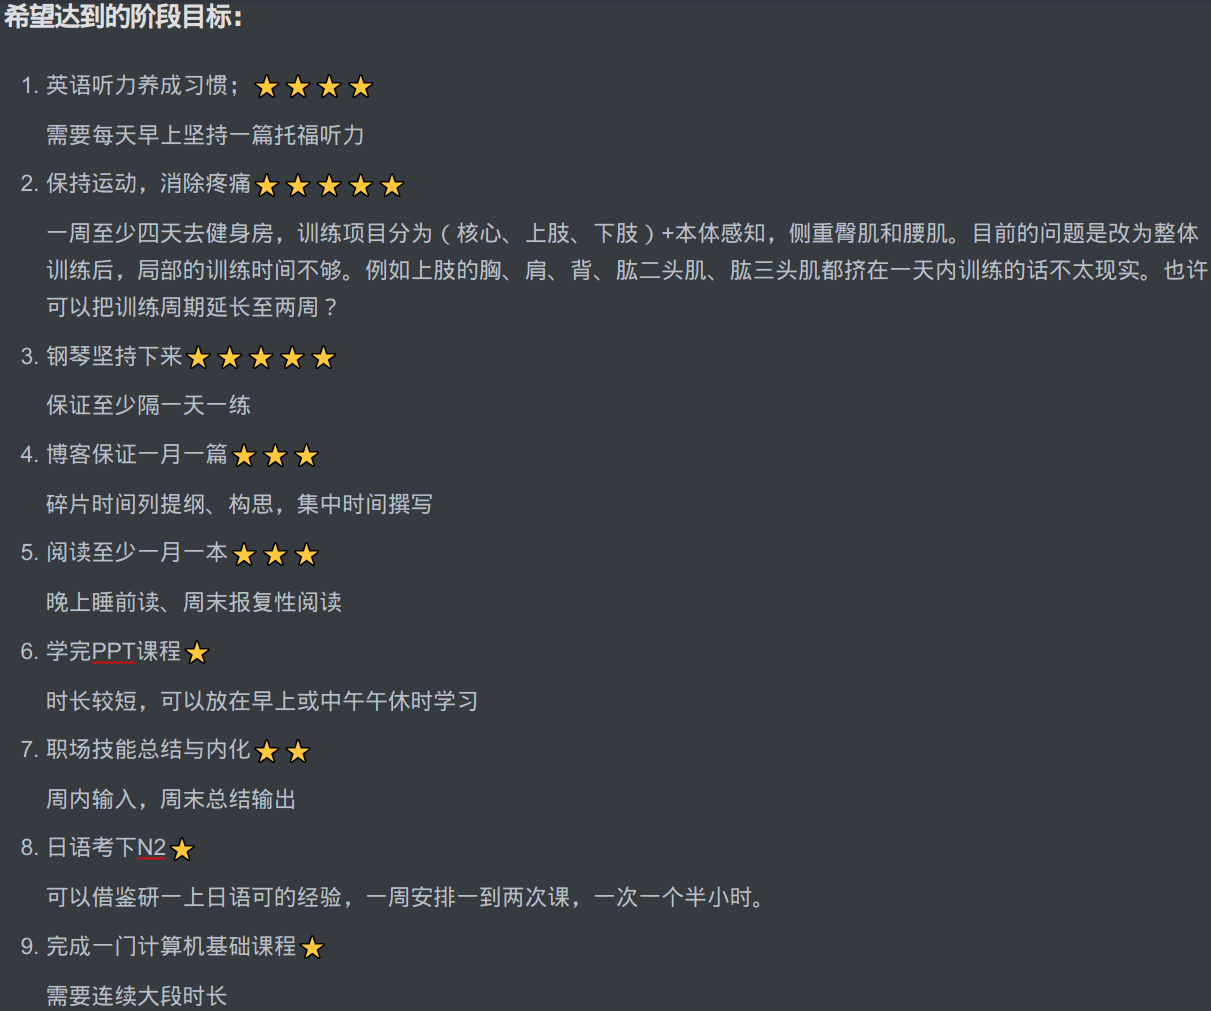 希望达到的阶段目标：
1. 英语听力养成习惯；⭐⭐⭐⭐
需要每天早上坚持一篇托福听力
2. 保持运动，消除疼痛⭐⭐⭐⭐⭐
一周至少四天去健身房，训练项目分为（核心、上肢、下肢）+本体感知，侧重臀肌和腰肌。目前的问题是改为整体
训练后，局部的训练时间不够。例如上肢的胸、肩、背、肱二头肌、肱三头肌都挤在一天内训练的话不太现实。也许
可以把训练周期延长至两周？
3. 钢琴坚持下来⭐⭐⭐⭐⭐
保证至少隔一天一练
4. 博客保证一月一篇⭐⭐⭐
碎片时间列提纲、构思，集中时间撰写
5. 阅读至少一月一本⭐⭐⭐
晚上睡前读、周末报复性阅读
6. 学完PPT课程⭐
时长较短，可以放在早上或中午午休时学习
7. 职场技能总结与内化⭐⭐
周内输入，周末总结输出
8. 日语考下N2⭐
可以借鉴研一上日语可的经验，一周安排一到两次课，一次一个半小时。
9. 完成一门计算机基础课程⭐
需要连续大段时长